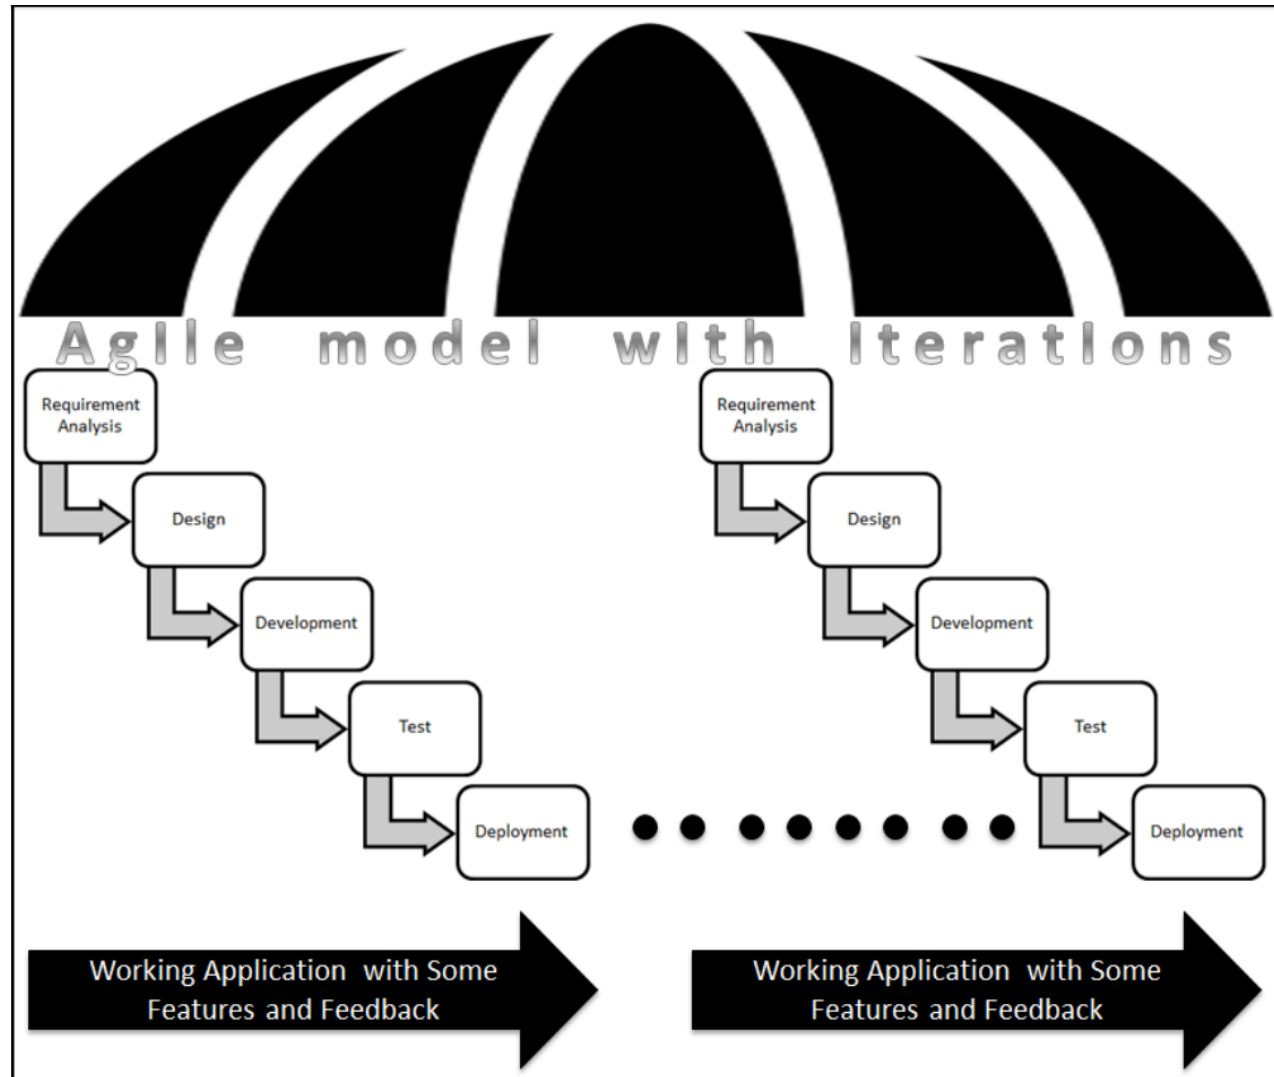 Agile model with Iterations
Requirement
Analysis
Design
Development
Test
Deployment
Requirement
Analysis
Design
Development
Test
Deployment
Working Application with Some
Features and Feedback
Working Application with Some
Features and Feedback